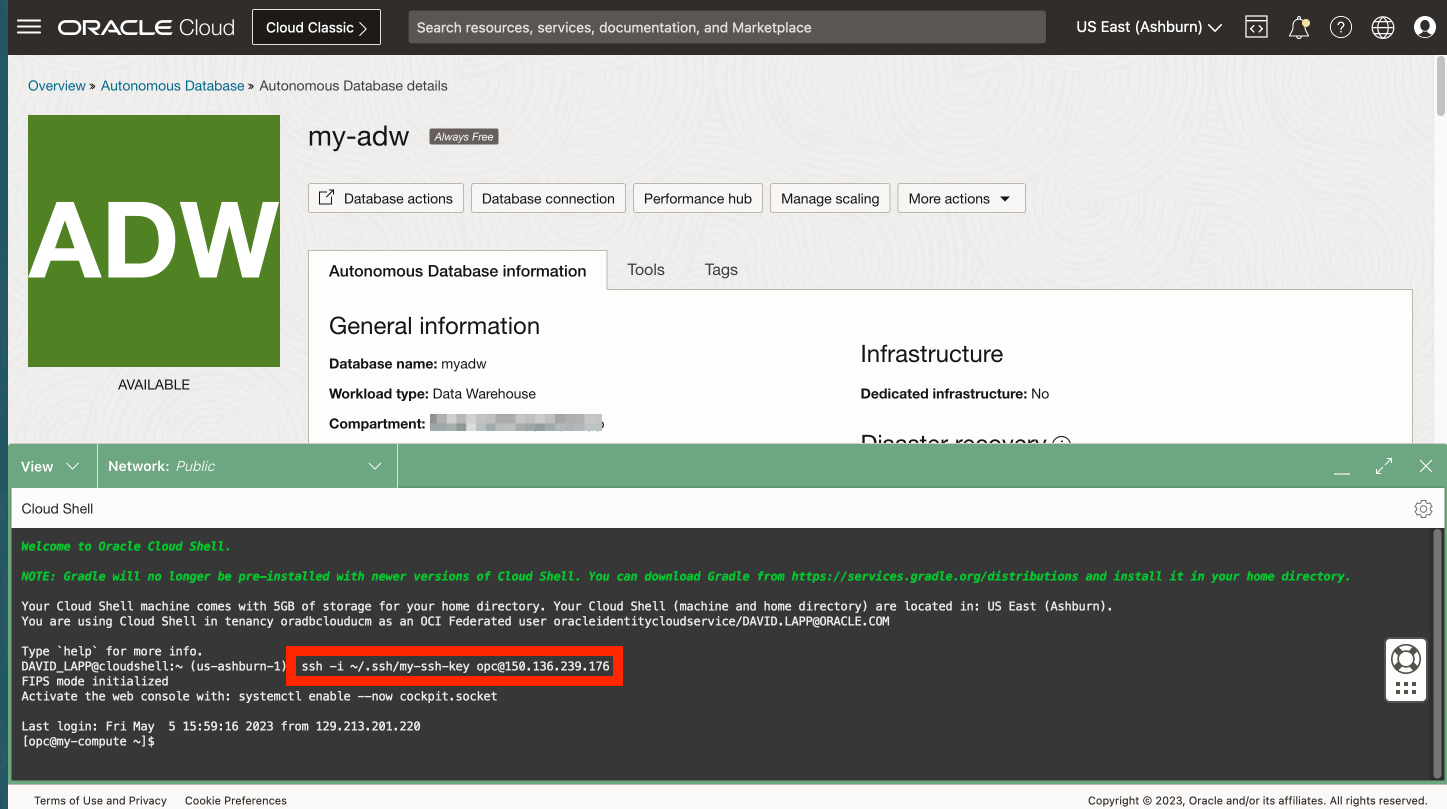 ORACLE Cloud
Cloud Classic
Search resources, services, documentation, and Marketplace
US East (Ashburn)
Overview » Autonomous Database » Autonomous Database details
ADW
AVAILABLE
my-adw
Always Free
Database actions
Database connection
Performance hub
Manage scaling
More actions
Autonomous Database information
Tools
Tags
General information
Database name: myadw
Workload type: Data Warehouse
Compartment:
Infrastructure
Dedicated infrastructure: No
Disaster recovery
View
Network: Public
Cloud Shell
Welcome to Oracle Cloud Shell.
NOTE: Gradle will no longer be pre-installed with newer versions of Cloud Shell. You can download Gradle from https://services.gradle.org/distributions and install it in your home directory.
Your Cloud Shell machine comes with 5GB of storage for your home directory. Your Cloud Shell (machine and home directory) are located in: US East (Ashburn).
You are using Cloud Shell in tenancy oradbclouducm as an OCI Federated user oracleidentitycloudservice/DAVID.LAPP@ORACLE.COM
Type `help` for more info.
DAVID_LAPP@cloudshell:~ (us-ashburn-1) ssh -i ~/.ssh/my-ssh-key opc@150.136.239.176
FIPS mode initialized
Activate the web console with: systemctl enable --now cockpit.socket
Last login: Fri May  5 15:59:16 2023 from 129.213.201.220
[opc@my-compute ~]$
Terms of Use and Privacy
Cookie Preferences
Copyright © 2023, Oracle and/or its affiliates. All rights reserved.